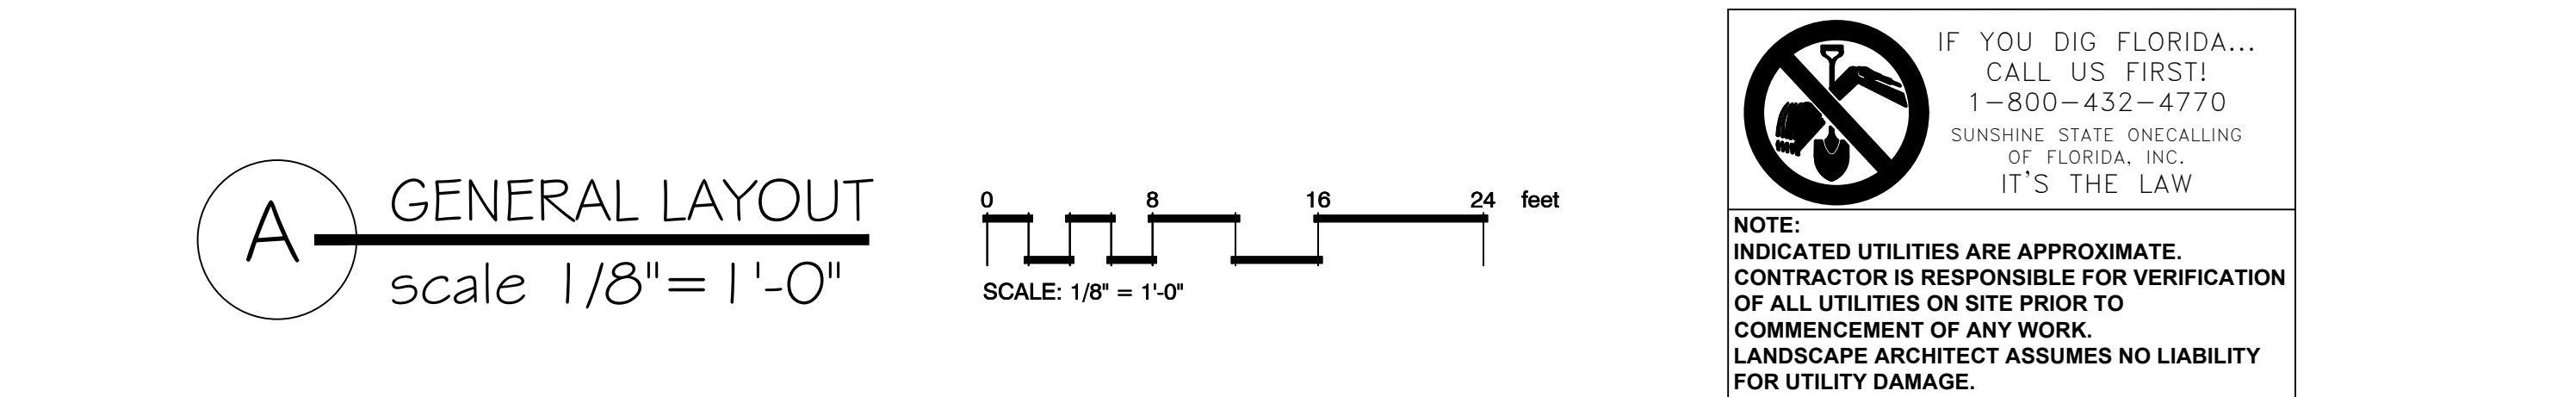 A
GENERAL LAYOUT
scale 1/8"= 1'-0"
0 8 16 24 feet
SCALE: 1/8" = 1'-0"
IF YOU DIG FLORIDA...
CALL US FIRST!
1-800-432-4770
SUNSHINE STATE ONECALLING
OF FLORIDA, INC.
IT'S THE LAW
NOTE:
INDICATED UTILITIES ARE APPROXIMATE.
CONTRACTOR IS RESPONSIBLE FOR VERIFICATION
OF ALL UTILITIES ON SITE PRIOR TO
COMMENCEMENT OF ANY WORK.
LANDSCAPE ARCHITECT ASSUMES NO LIABILITY
FOR UTILITY DAMAGE.